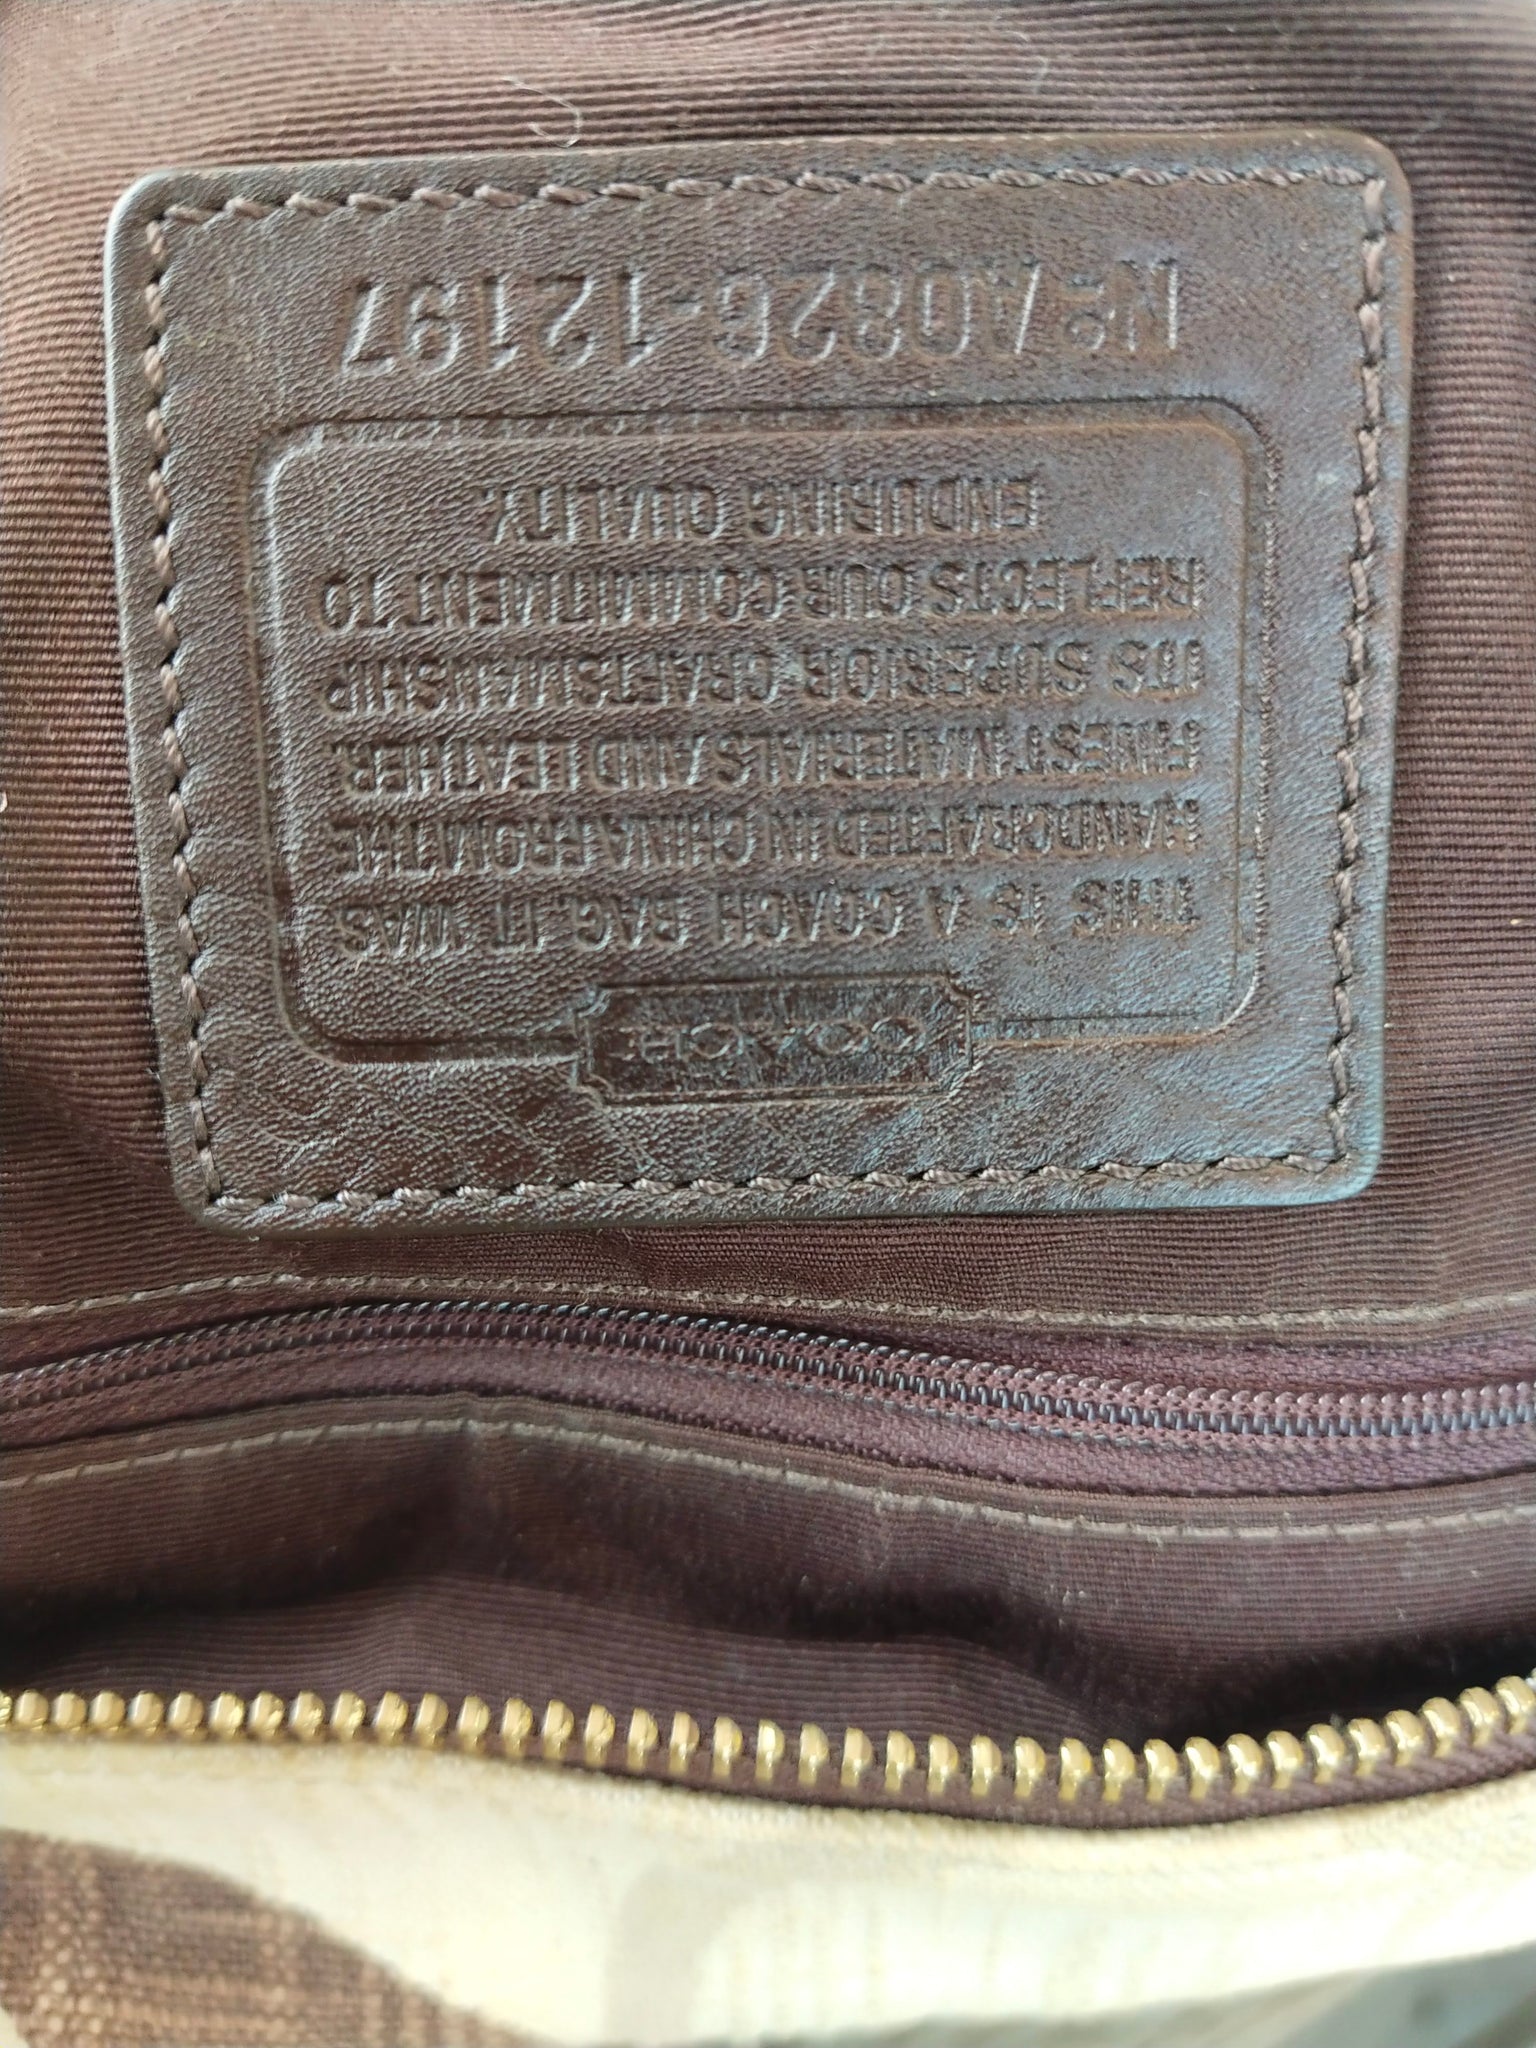 COACH
THIS IS A COACH BAG. IT WAS
HANDCRAFTED IN CHINA FROM THE
FINEST MATERIALS AND LEATHER.
ITS SUPERIOR CRAFTSMANSHIP
REFLECTS OUR COMMITMENT TO
ENDURING QUALITY.
Nº A0826-12197